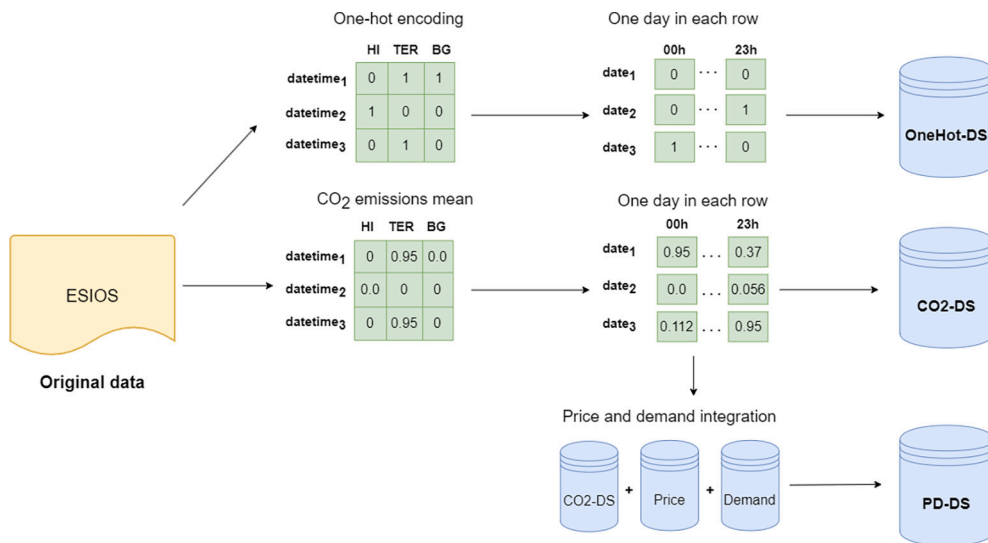 One-hot encoding
HI TER BG
datetime1 0 1 1
datetime2 1 0 0
datetime3 0 1 0
One day in each row
00h 23h
date1 0 ... 0
date2 0 ... 1
date3 1 ... 0
OneHot-DS
ESIOS
Original data
CO2 emissions mean
HI TER BG
datetime1 0 0.95 0.0
datetime2 0.0 0 0
datetime3 0 0.95 0
One day in each row
00h 23h
date1 0.95 ... 0.37
date2 0.0 ... 0.056
date3 0.112 ... 0.95
CO2-DS
Price and demand integration
CO2-DS + Price + Demand
PD-DS